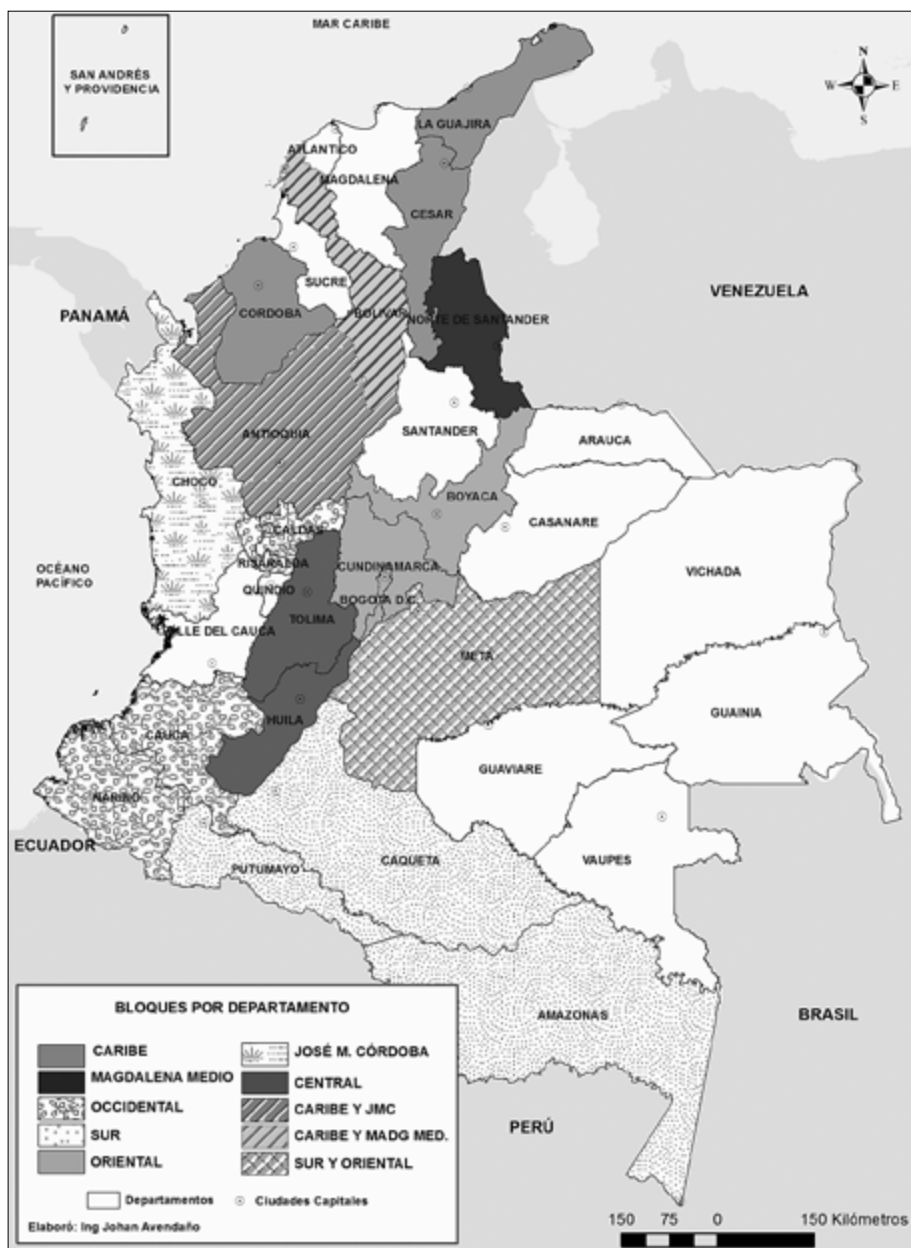 MAR CARIBE
SAN ANDRÉS
Y PROVIDENCIA
N
W
E
S
LA GUAJIRA
ATLANTICO
MAGDALENA
CESAR
SUCRE
VENEZUELA
PANAMÁ
CORDOBA
BOLIVAR
NORTE DE SANTANDER
ANTIOQUIA
SANTANDER
ARAUCA
CHOCO
BOYACA
CASANARE
CALDAS
OCÉANO
PACÍFICO
RISARALDA
CUNDINAMARCA
VICHADA
QUINDIO
BOGOTA D.C.
TOLIMA
VALLE DEL CAUCA
META
GUAINIA
HUILA
CAUCA
GUAVIARE
NARIÑO
ECUADOR
PUTUMAYO
CAQUETA
VAUPES
AMAZONAS
BRASIL
PERÚ
BLOQUES POR DEPARTAMENTO
CARIBE
MAGDALENA MEDIO
OCCIDENTAL
SUR
ORIENTAL
JOSÉ M. CÓRDOBA
CENTRAL
CARIBE Y JMC
CARIBE Y MADG MED.
SUR Y ORIENTAL
Departamentos
Ciudades Capitales
Elaboró: Ing Johan Avendaño
150 75 0 150 Kilómetros